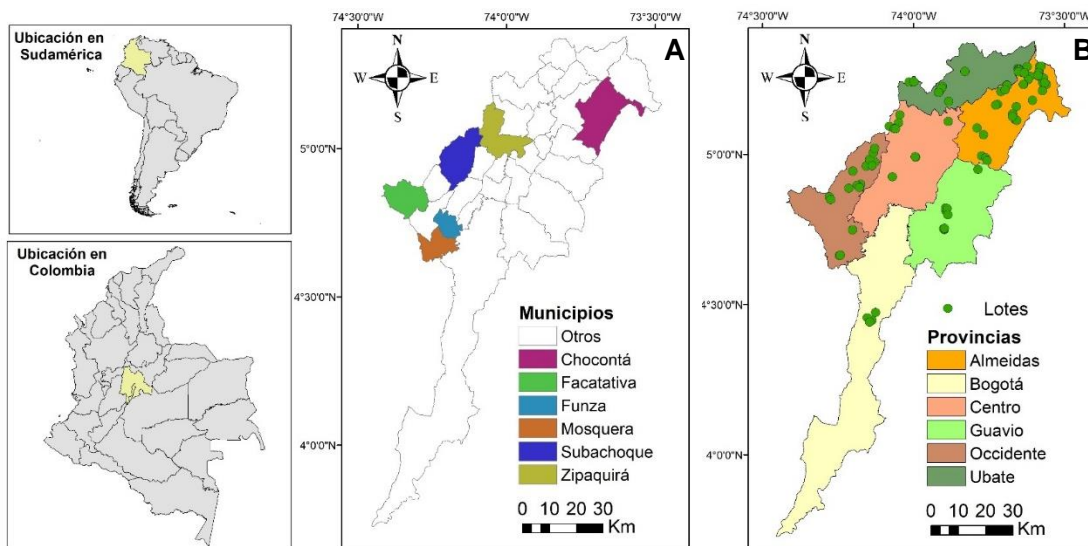 Ubicación en
Sudamérica
Ubicación en
Colombia
74°30'0"W 74°0'0"W 73°30'0"W
A
N
W E
S
5°0'0"N
4°30'0"N
4°0'0"N
Municipios
Otros
Chocontá
Facatativa
Funza
Mosquera
Subachoque
Zipaquirá
0 10 20 30
Km
74°30'0"W 74°0'0"W 73°30'0"W
B
N
W E
S
5°0'0"N
4°30'0"N
4°0'0"N
Lotes
Provincias
Almeidas
Bogotá
Centro
Guavio
Occidente
Ubate
0 10 20 30
Km